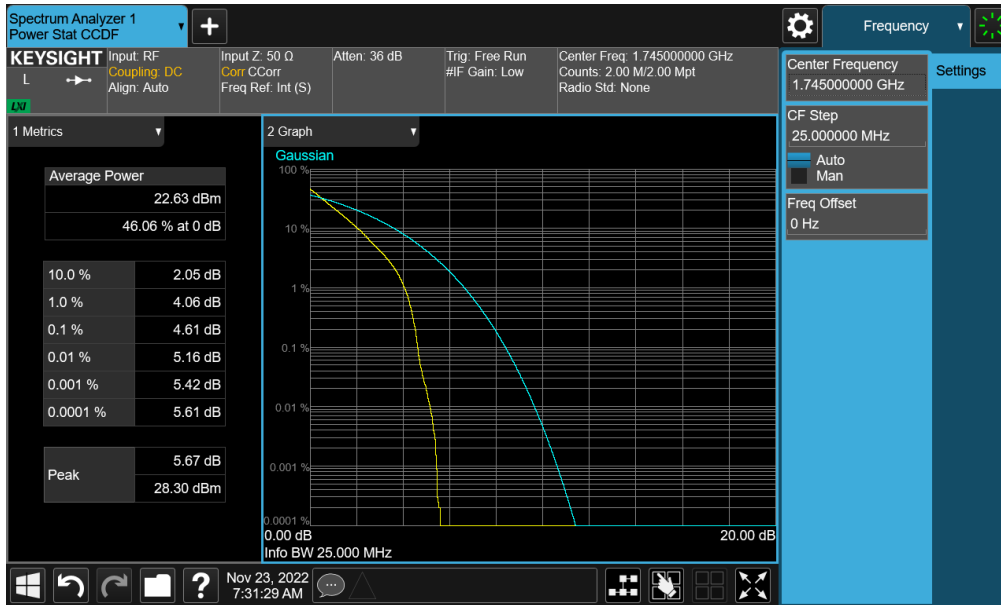 Spectrum Analyzer 1
Power Stat CCDF
Frequency
KEYSIGHT
L
LXI
Input: RF
Coupling: DC
Align: Auto
Input Z: 50 Ω
Corr CCorr
Freq Ref: Int (S)
Atten: 36 dB
Trig: Free Run
#IF Gain: Low
Center Freq: 1.745000000 GHz
Counts: 2.00 M/2.00 Mpt
Radio Std: None
Center Frequency
1.745000000 GHz
Settings
CF Step
25.000000 MHz
Auto
Man
Freq Offset
0 Hz
1 Metrics
Average Power
22.63 dBm
46.06 % at 0 dB
10.0 % 2.05 dB
1.0 % 4.06 dB
0.1 % 4.61 dB
0.01 % 5.16 dB
0.001 % 5.42 dB
0.0001 % 5.61 dB
Peak 5.67 dB
28.30 dBm
2 Graph
Gaussian
100 %
10 %
1 %
0.1 %
0.01 %
0.001 %
0.0001 %
0.00 dB 20.00 dB
Info BW 25.000 MHz
?
Nov 23, 2022
7:31:29 AM